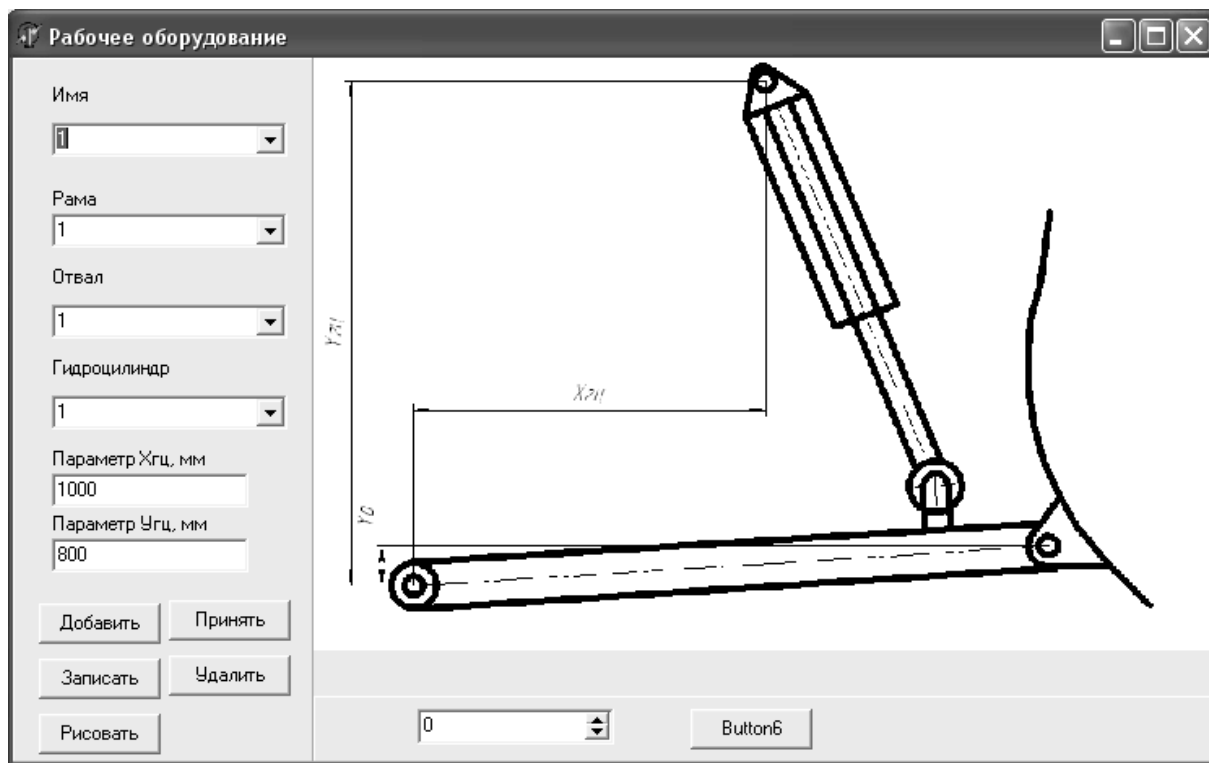 Рабочее оборудование
Имя
1
Рама
1
Отвал
1
Гидроцилиндр
1
Параметр Xгц, мм
1000
Параметр Yгц, мм
800
Добавить Принять
Записать Удалить
Рисовать
Yгц
Xгц
Y0
0
Button6